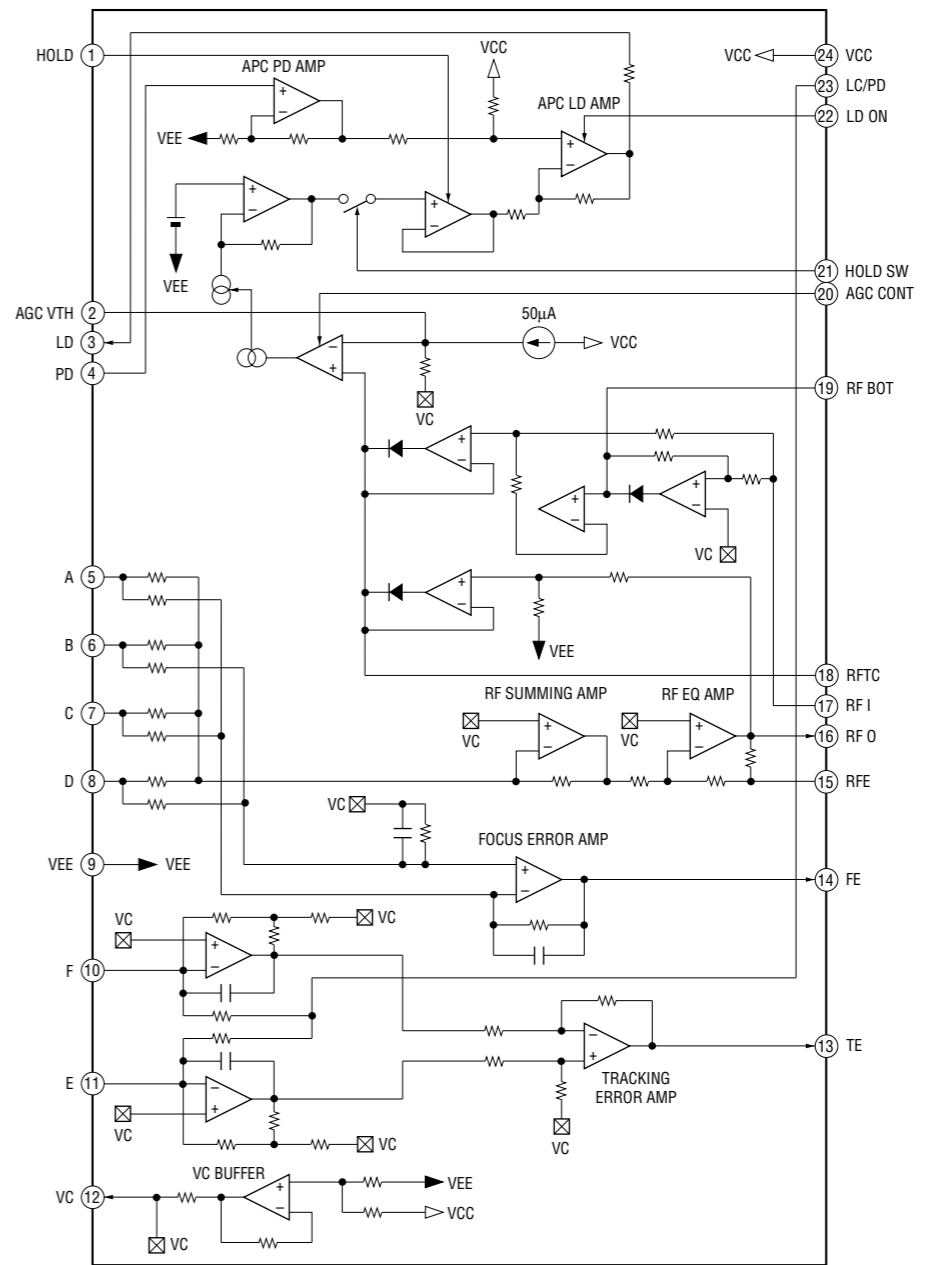 HOLD 1
VCC
VCC
24 VCC
APC PD AMP
23 LC/PD
APC LD AMP
22 LD ON
+
−
VEE
+
−
+
−
+
−
VEE
21 HOLD SW
20 AGC CONT
AGC VTH 2
50μA
LD 3
VCC
−
+
PD 4
VC
19 RF BOT
+
−
+
−
+
−
VC
A 5
+
−
B 6
VEE
18 RFTC
RF SUMMING AMP
RF EQ AMP
17 RF I
C 7
VC
+
−
VC
+
−
16 RF O
D 8
15 RFE
VC
FOCUS ERROR AMP
VEE 9
VEE
+
−
14 FE
VC
VC
+
−
F 10
−
+
13 TE
E 11
−
+
TRACKING
ERROR AMP
VC
VC
VC
VC BUFFER
+
−
VEE
VC 12
VCC
VC